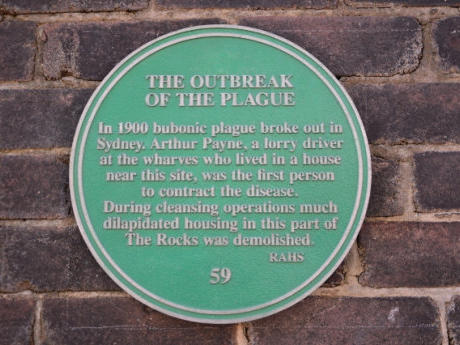 THE OUTBREAK
OF THE PLAGUE
In 1900 bubonic plague broke out in
Sydney. Arthur Payne, a lorry driver
at the wharves who lived in a house
near this site, was the first person
to contract the disease.
During cleansing operations much
dilapidated housing in this part of
The Rocks was demolished.
RAHS
59